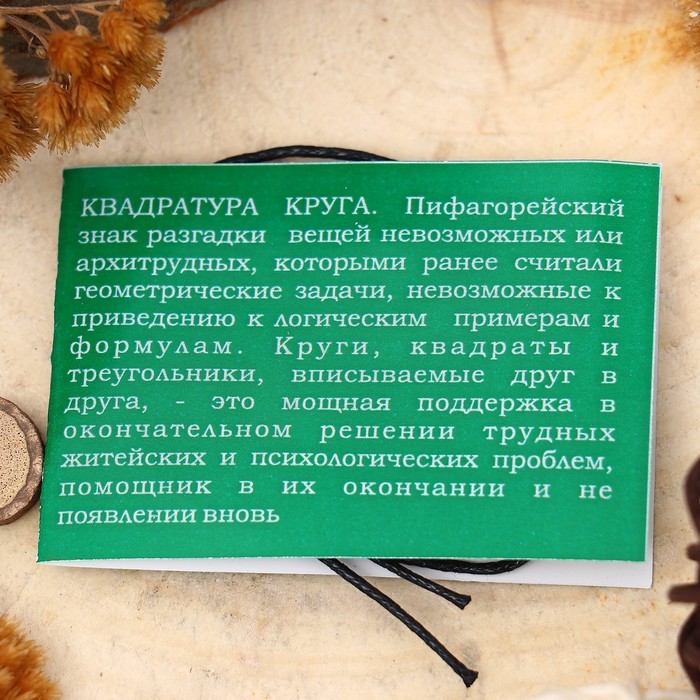 КВАДРАТУРА КРУГА. Пифагорейский
знак разгадки вещей невозможных или
архитрудных, которыми ранее считали
геометрические задачи, невозможные к
приведению к логическим примерам и
формулам. Круги, квадраты и
треугольники, вписываемые друг в
друга, - это мощная поддержка в
окончательном решении трудных
житейских и психологических проблем,
помощник в их окончании и не
появлении вновь